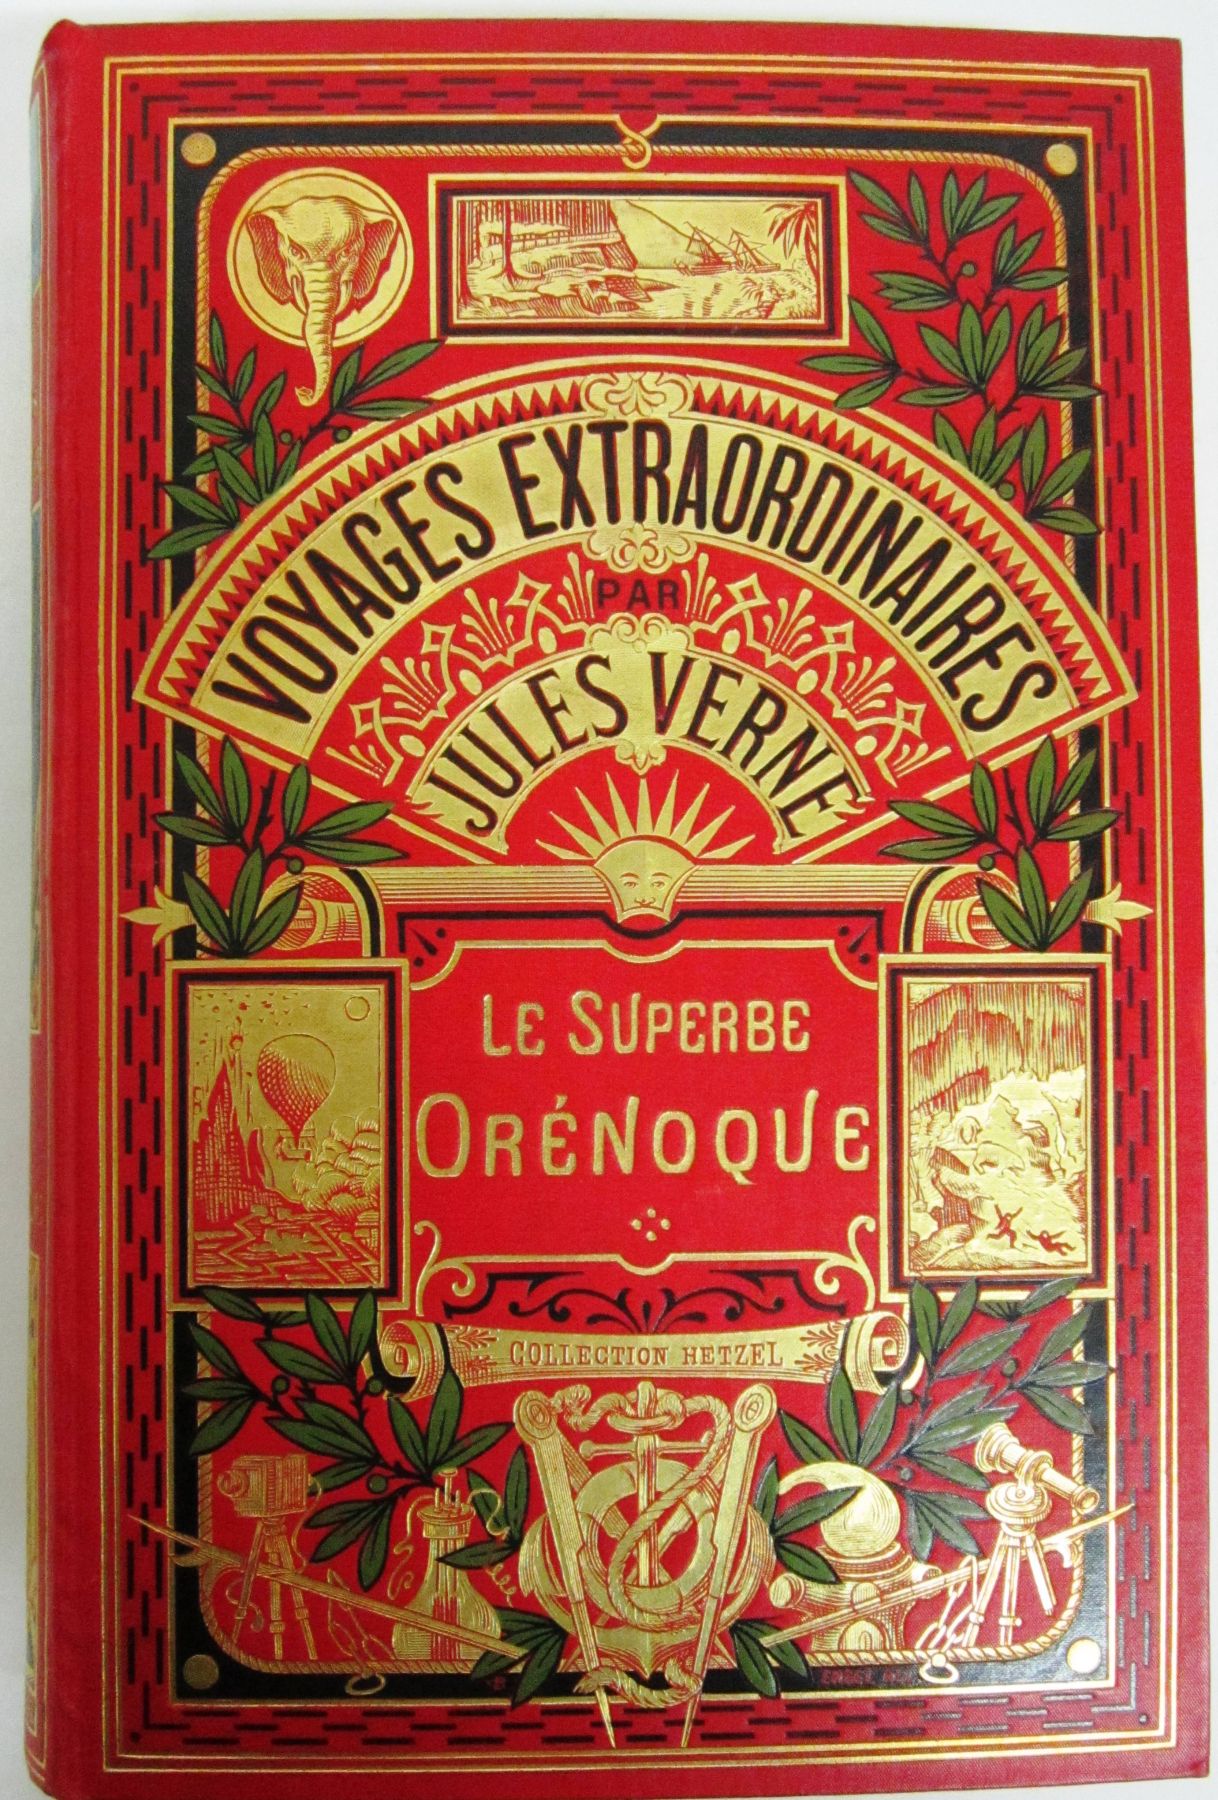 VOYAGES EXTRAORDINAIRES
PAR
JULES VERNE
LE SUPERBE
ORÉNOQUE
COLLECTION HETZEL